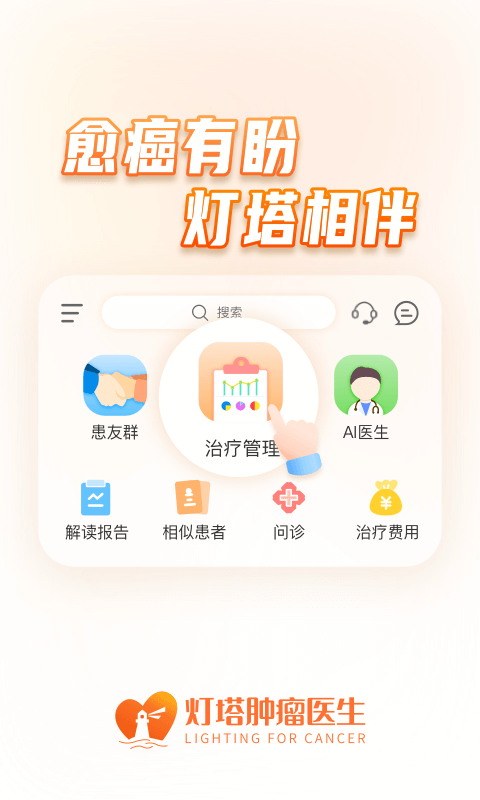 愈癌有盼
灯塔相伴
搜索
患友群
治疗管理
AI医生
解读报告
相似患者
问诊
治疗费用
灯塔肿瘤医生
LIGHTING FOR CANCER